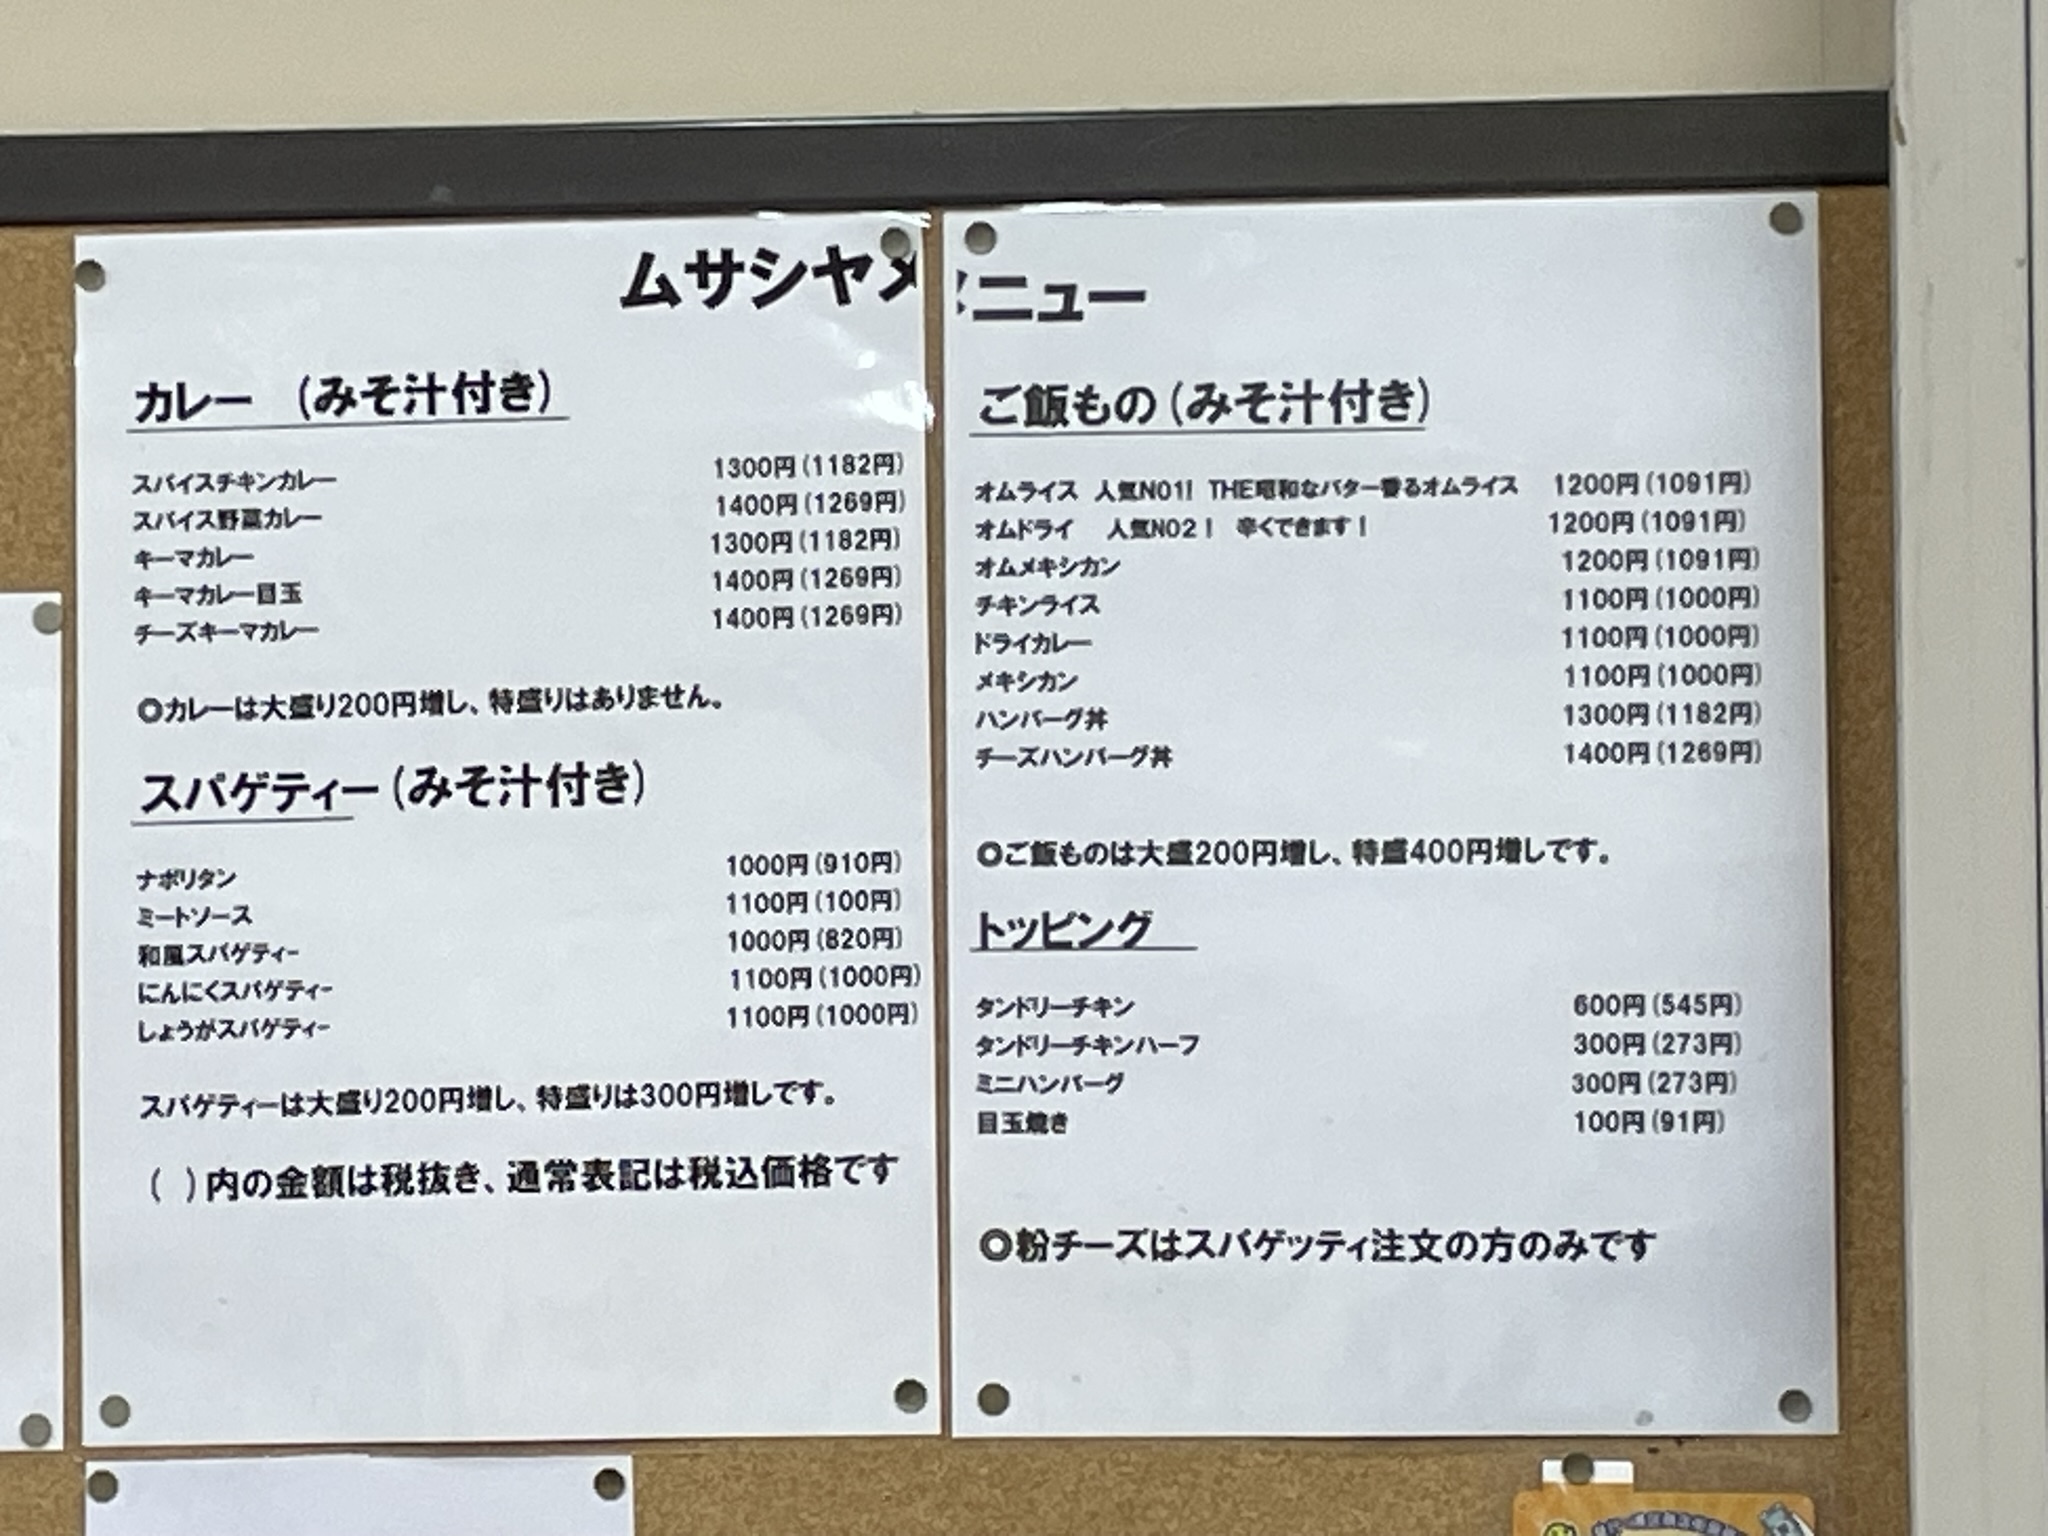 ムサシヤメニュー
カレー (みそ汁付き)
スパイスチキンカレー 1300円(1182円)
スパイス野菜カレー 1400円(1269円)
キーマカレー 1300円(1182円)
キーマカレー目玉 1400円(1269円)
チーズキーマカレー 1400円(1269円)
◎カレーは大盛り200円増し、特盛りはありません。
スパゲティー(みそ汁付き)
ナポリタン 1000円(910円)
ミートソース 1100円(100円)
和風スパゲティー 1000円(820円)
にんにくスパゲティー 1100円(1000円)
しょうがスパゲティー 1100円(1000円)
スパゲティーは大盛り200円増し、特盛りは300円増しです。
( )内の金額は税抜き、通常表記は税込価格です
ご飯もの(みそ汁付き)
オムライス 人気NO1! THE昭和なバター香るオムライス 1200円(1091円)
オムドライ 人気NO2! 辛くできます! 1200円(1091円)
オムメキシカン 1200円(1091円)
チキンライス 1100円(1000円)
ドライカレー 1100円(1000円)
メキシカン 1100円(1000円)
ハンバーグ丼 1300円(1182円)
チーズハンバーグ丼 1400円(1269円)
◎ご飯ものは大盛200円増し、特盛400円増しです。
トッピング
タンドリーチキン 600円(545円)
タンドリーチキンハーフ 300円(273円)
ミニハンバーグ 300円(273円)
目玉焼き 100円(91円)
◎粉チーズはスパゲッティ注文の方のみです